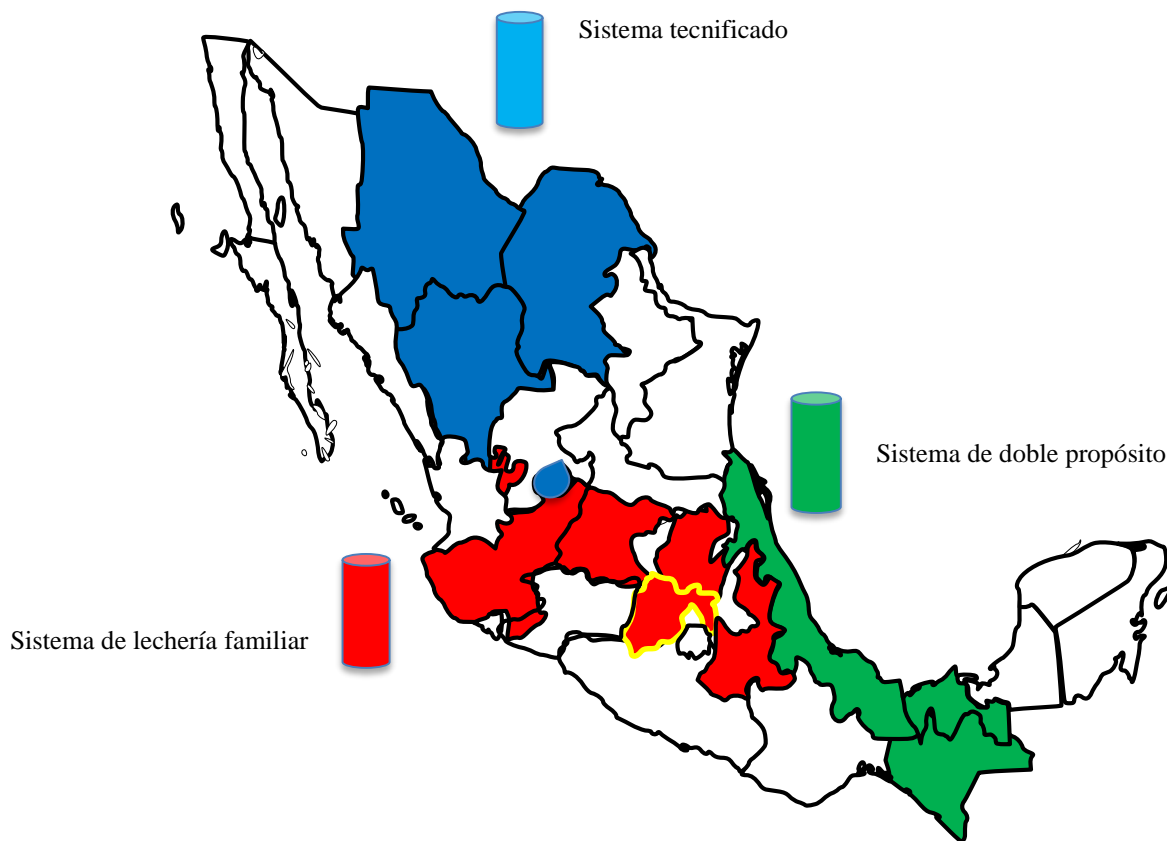 Sistema tecnificado
Sistema de doble propósito
Sistema de lechería familiar